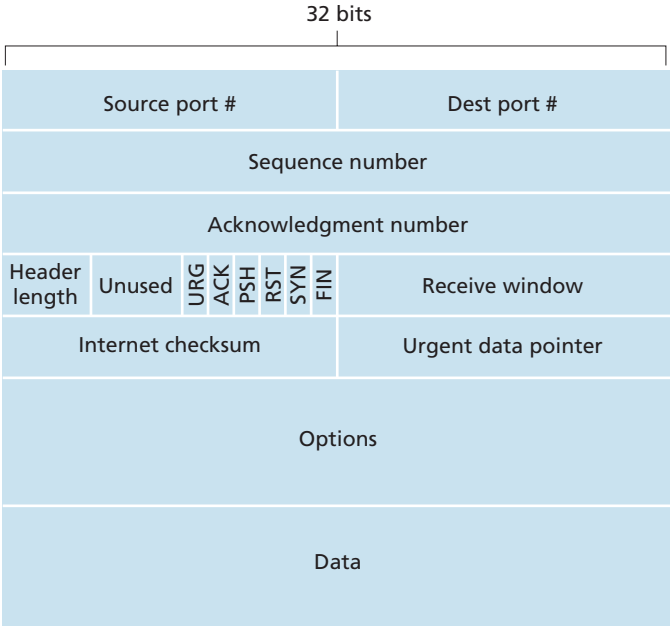 32 bits
Source port #
Dest port #
Sequence number
Acknowledgment number
Header
length
Unused
URG
ACK
PSH
RST
SYN
FIN
Receive window
Internet checksum
Urgent data pointer
Options
Data